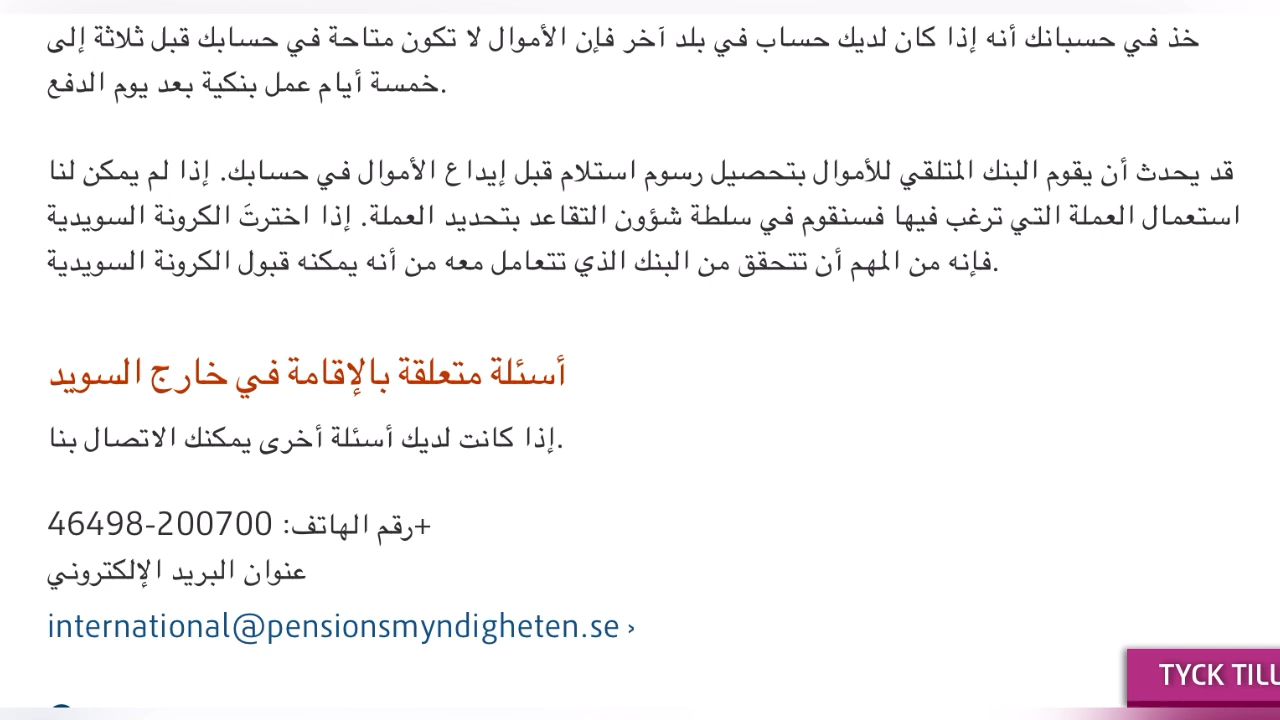 خذ في حسبانك أنه إذا كان لديك حساب في بلد آخر فإن الأموال لا تكون متاحة في حسابك قبل ثلاثة إلى
خمسة أيام عمل بنكية بعد يوم الدفع.
قد يحدث أن يقوم البنك المتلقي للأموال بتحصيل رسوم استلام قبل إيداع الأموال في حسابك. إذا لم يمكن لنا
استعمال العملة التي ترغب فيها فسنقوم في سلطة شؤون التقاعد بتحديد العملة. إذا اخترتَ الكرونة السويدية
فإنه من المهم أن تتحقق من البنك الذي تتعامل معه من أنه يمكنه قبول الكرونة السويدية.
أسئلة متعلقة بالإقامة في خارج السويد
إذا كانت لديك أسئلة أخرى يمكنك الاتصال بنا.
+رقم الهاتف: 46498-200700
عنوان البريد الإلكتروني
international@pensionsmyndigheten.se ›
TYCK TILL